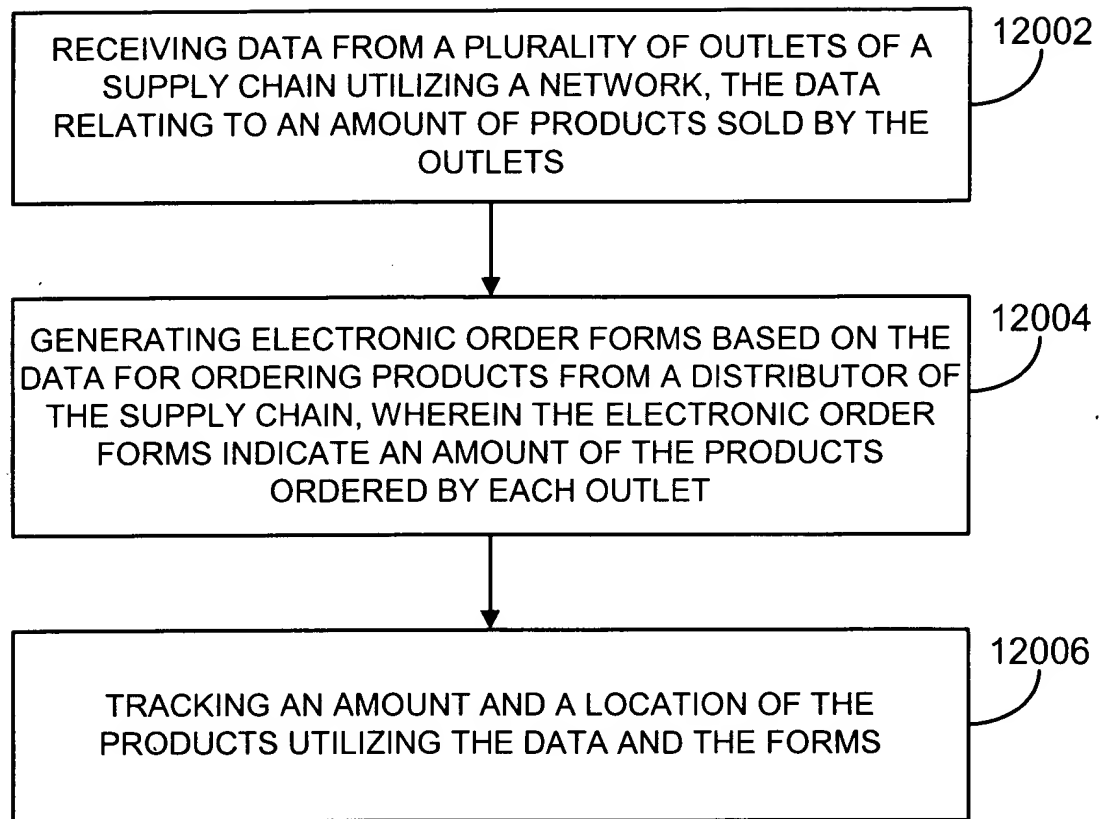 RECEIVING DATA FROM A PLURALITY OF OUTLETS OF A
SUPPLY CHAIN UTILIZING A NETWORK, THE DATA
RELATING TO AN AMOUNT OF PRODUCTS SOLD BY THE
OUTLETS
12002
GENERATING ELECTRONIC ORDER FORMS BASED ON THE
DATA FOR ORDERING PRODUCTS FROM A DISTRIBUTOR OF
THE SUPPLY CHAIN, WHEREIN THE ELECTRONIC ORDER
FORMS INDICATE AN AMOUNT OF THE PRODUCTS
ORDERED BY EACH OUTLET
12004
TRACKING AN AMOUNT AND A LOCATION OF THE
PRODUCTS UTILIZING THE DATA AND THE FORMS
12006